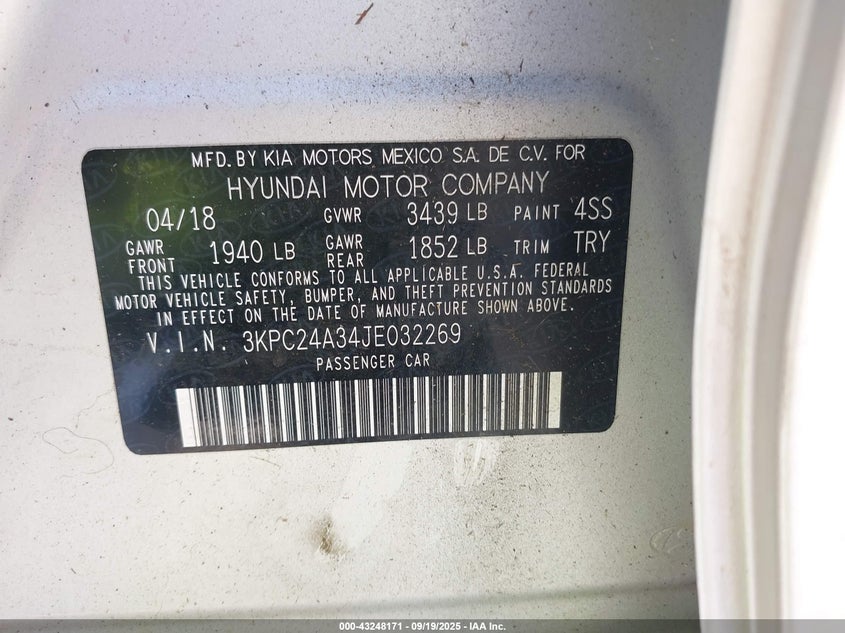 MFD. BY KIA MOTORS MEXICO S.A. DE C.V. FOR
HYUNDAI MOTOR COMPANY
04/18 GVWR 3439 LB PAINT 4SS
GAWR FRONT 1940 LB GAWR REAR 1852 LB TRIM TRY
THIS VEHICLE CONFORMS TO ALL APPLICABLE U.S.A. FEDERAL
MOTOR VEHICLE SAFETY, BUMPER, AND THEFT PREVENTION STANDARDS
IN EFFECT ON THE DATE OF MANUFACTURE SHOWN ABOVE.
V.I.N. 3KPC24A34JE032269
PASSENGER CAR
000-43248171 - 09/19/2025 - IAA Inc.